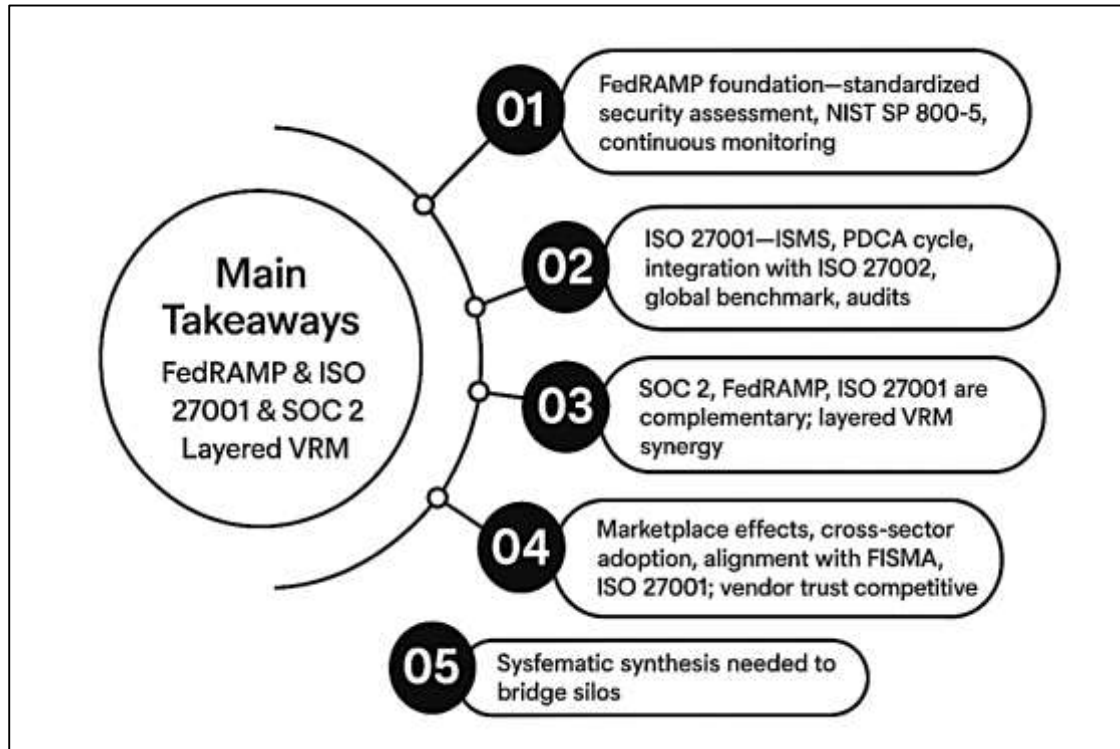 Main
Takeaways
FedRAMP & ISO
27001 & SOC 2
Layered VRM
01
FedRAMP foundation—standardized
security assessment, NIST SP 800-5,
continuous monitoring
02
ISO 27001—ISMS, PDCA cycle,
integration with ISO 27002,
global benchmark, audits
03
SOC 2, FedRAMP, ISO 27001 are
complementary; layered VRM
synergy
04
Marketplace effects, cross-sector
adoption, alignment with FISMA,
ISO 27001; vendor trust competitive
05
Sysfematic synthesis needed to
bridge silos